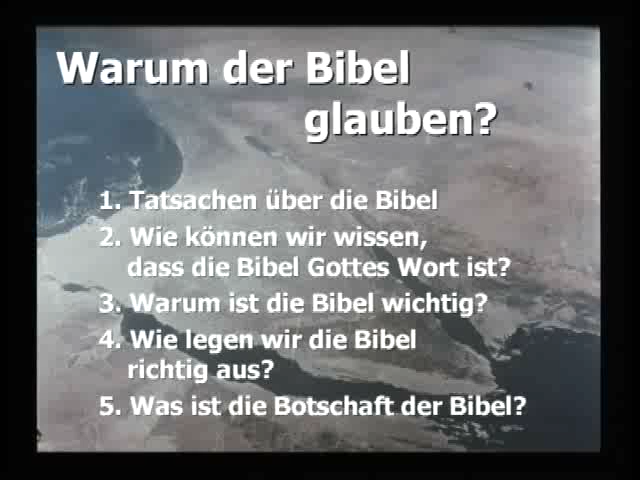 Warum der Bibel
glauben?
1. Tatsachen über die Bibel
2. Wie können wir wissen,
dass die Bibel Gottes Wort ist?
3. Warum ist die Bibel wichtig?
4. Wie legen wir die Bibel
richtig aus?
5. Was ist die Botschaft der Bibel?